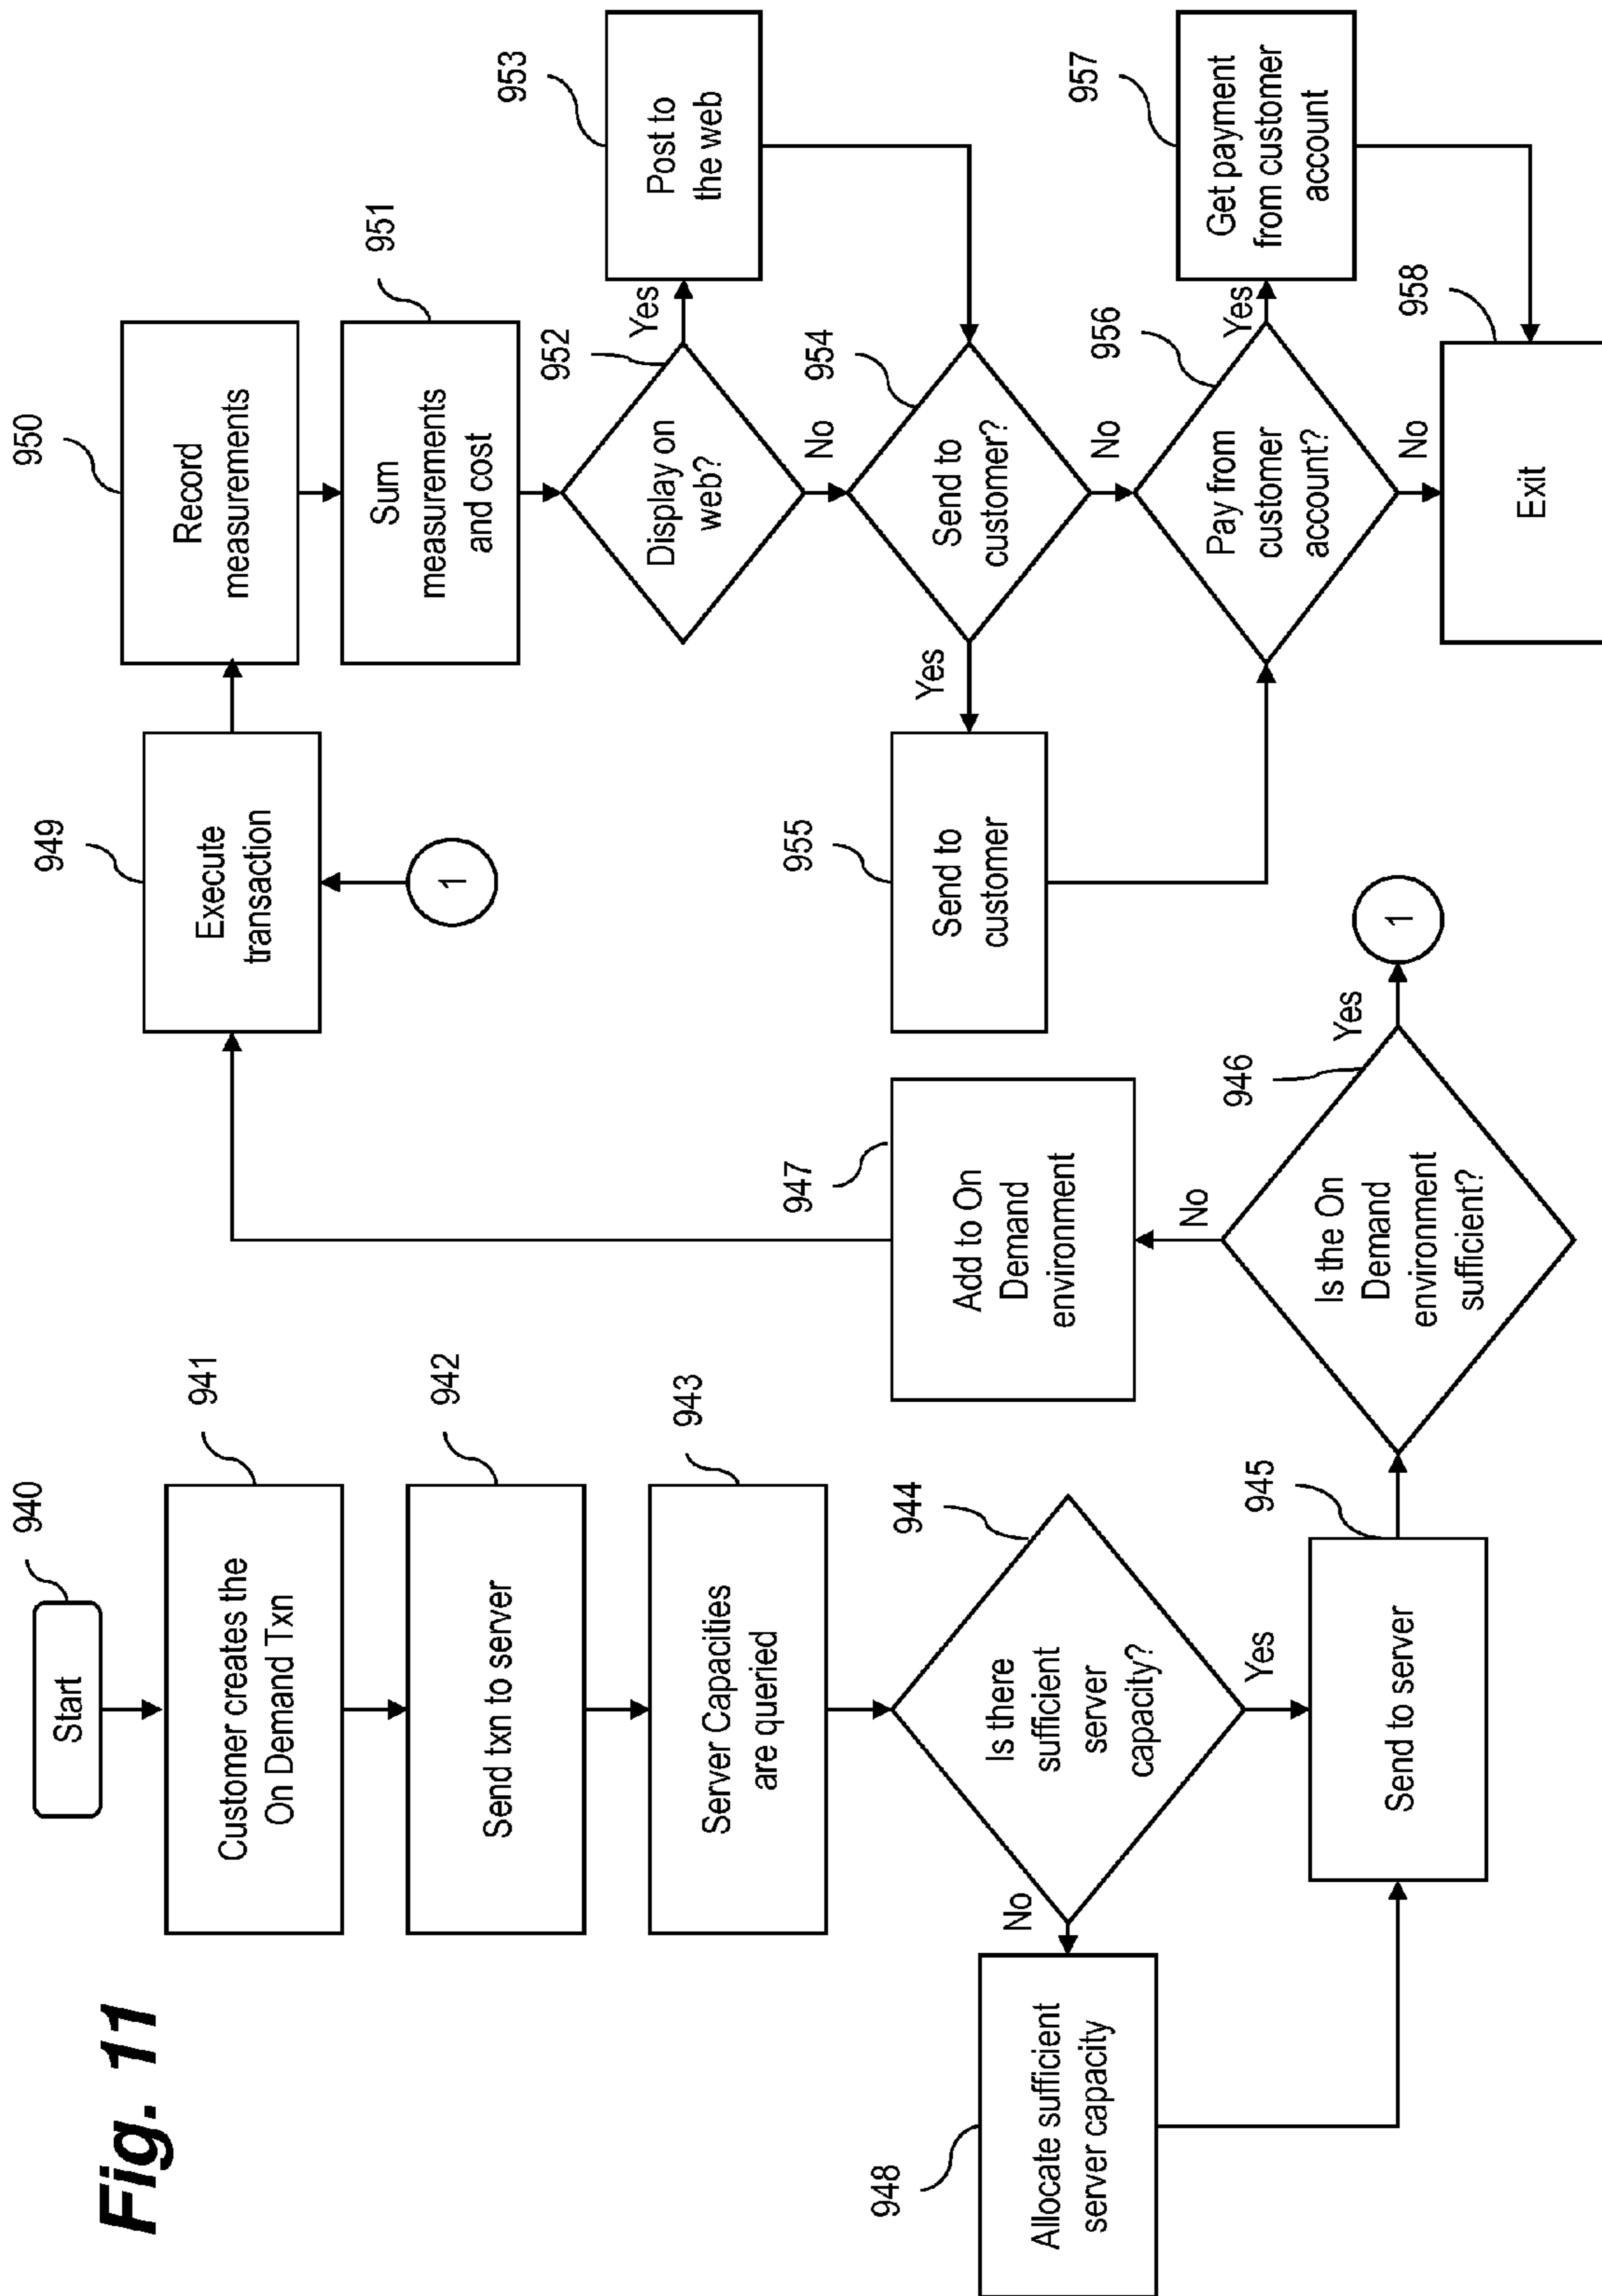 Fig. 11
940
Start
941
Customer creates the
On Demand Txn
942
Send txn to server
943
Server Capacities
are queried
944
Is there
sufficient
server
capacity?
No
Yes
948
Allocate sufficient
server capacity
945
Send to server
946
Is the On
Demand
environment
sufficient?
No
Yes
1
947
Add to On
Demand
environment
949
Execute
transaction
1
950
Record
measurements
951
Sum
measurements
and cost
952
Display on
web?
Yes
No
953
Post to
the web
954
Send to
customer?
Yes
No
955
Send to
customer
956
Pay from
customer
account?
Yes
No
957
Get payment
from customer
account
958
Exit